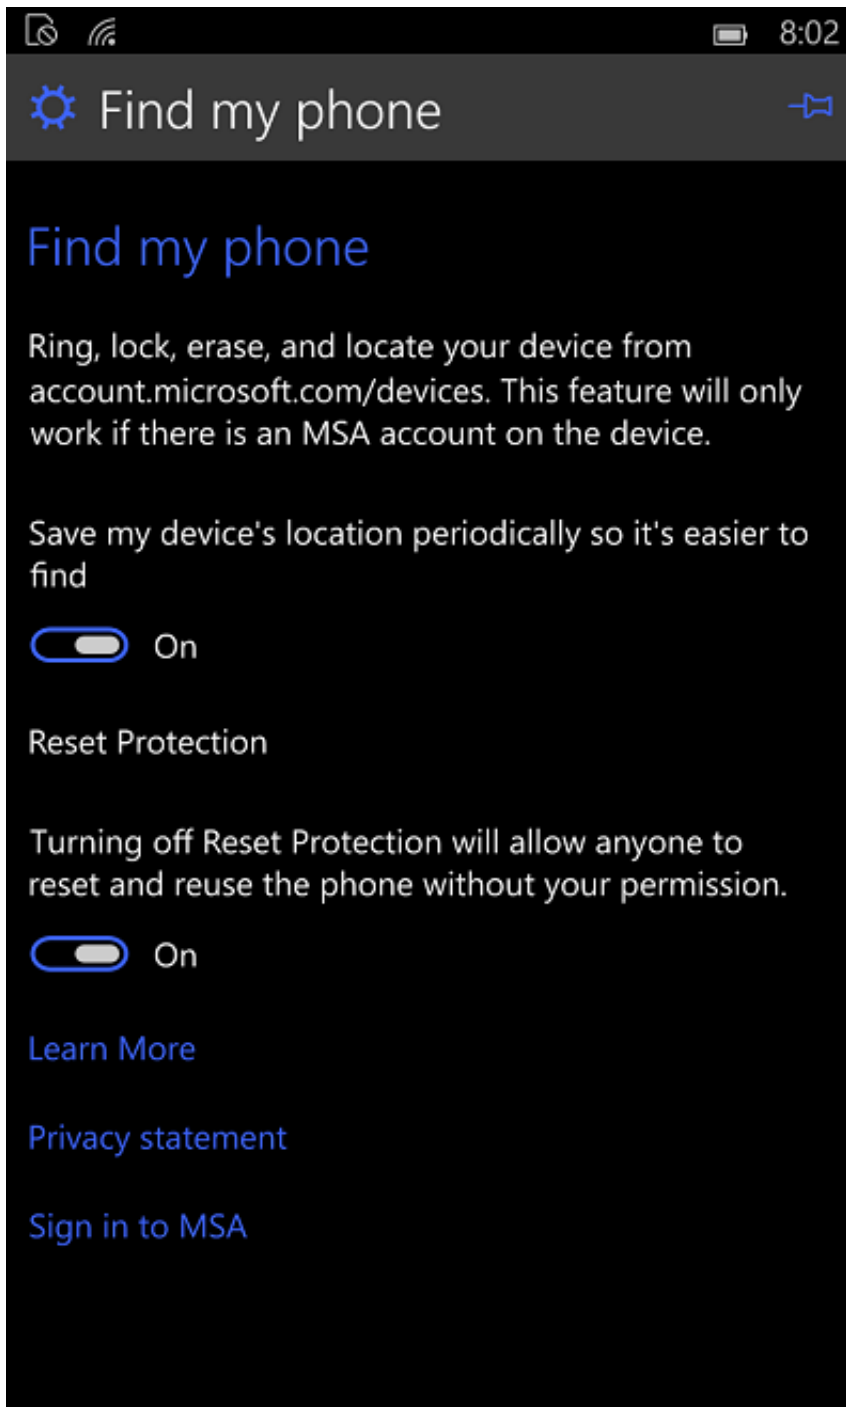 8:02
Find my phone
Find my phone
Ring, lock, erase, and locate your device from
account.microsoft.com/devices. This feature will only
work if there is an MSA account on the device.
Save my device's location periodically so it's easier to
find
On
Reset Protection
Turning off Reset Protection will allow anyone to
reset and reuse the phone without your permission.
On
Learn More
Privacy statement
Sign in to MSA